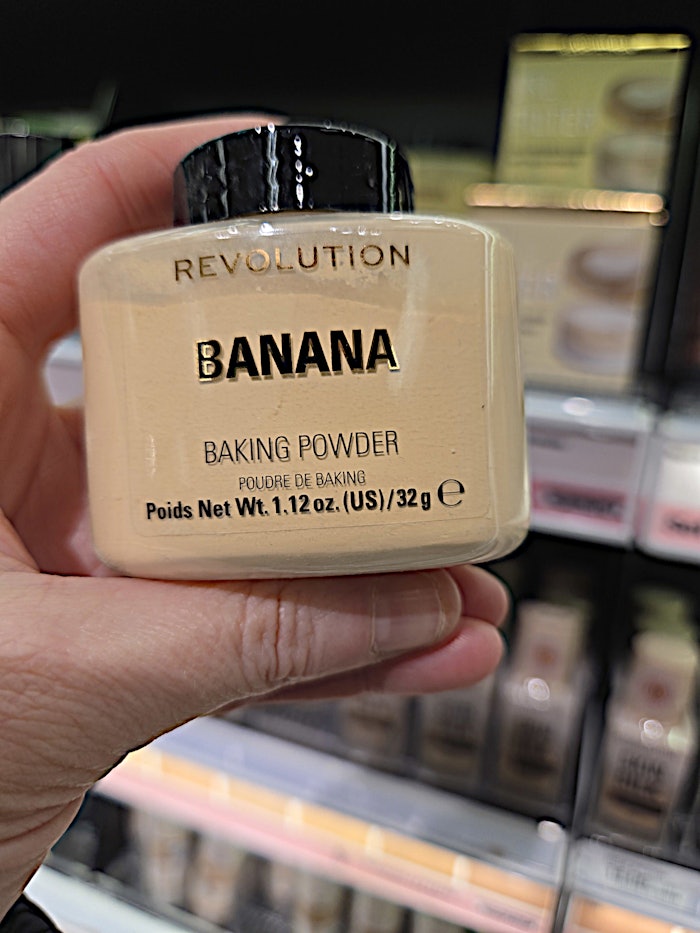 REVOLUTION
BANANA
BAKING POWDER
POUDRE DE BAKING
Poids Net Wt. 1.12 oz. (US)/32 g ℮